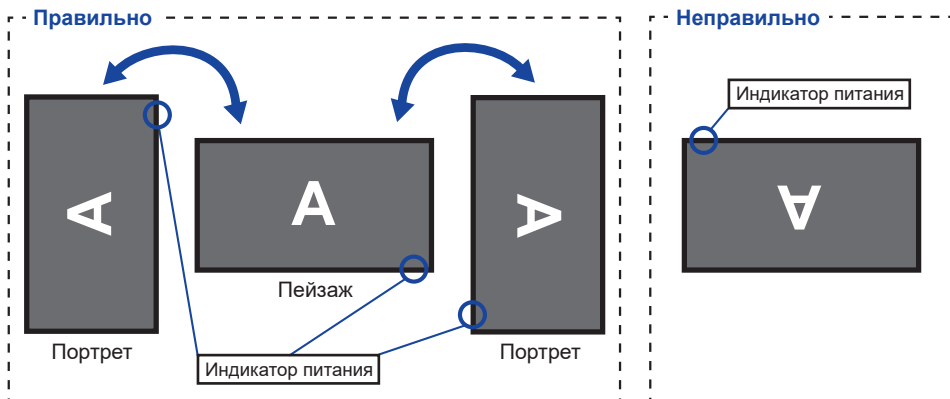 Правильно
Неправильно
Индикатор питания
A
A
A
A
Пейзаж
Портрет
Индикатор питания
Портрет